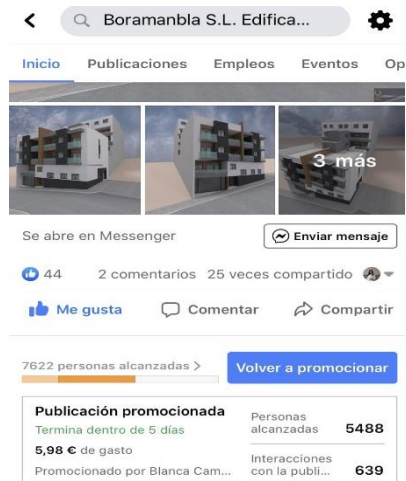 Boramanbla S.L. Edifica...
Inicio Publicaciones Empleos Eventos Op
3 más
Se abre en Messenger Enviar mensaje
44 2 comentarios 25 veces compartido
Me gusta Comentar Compartir
7622 personas alcanzadas > Volver a promocionar
Publicación promocionada
Termina dentro de 5 días
5,98 € de gasto
Promocionado por Blanca Cam...
Personas
alcanzadas 5488
Interacciones
con la publi... 639